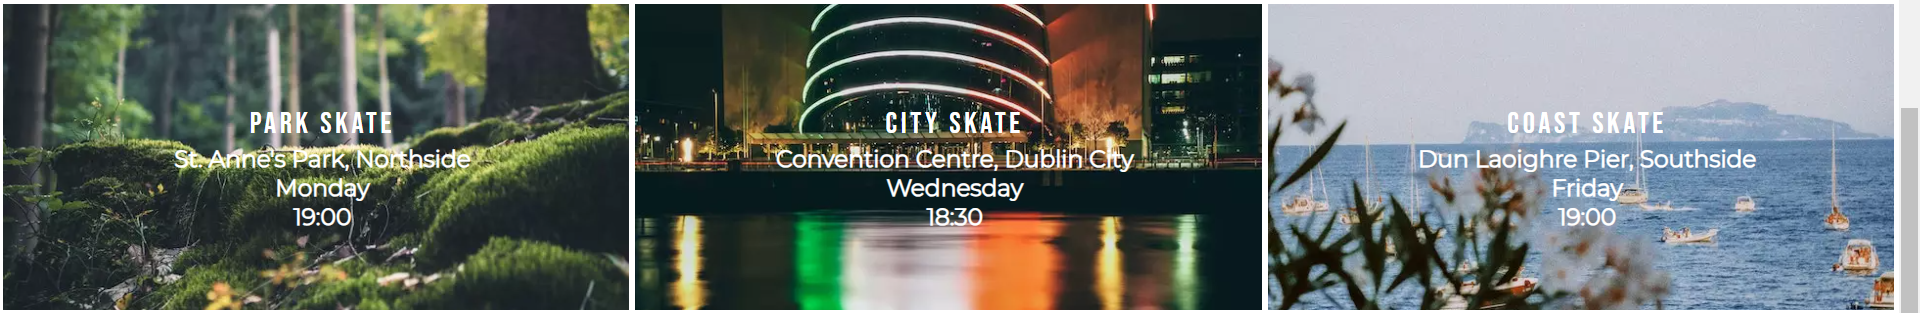 PARK SKATE
St. Anne's Park, Northside
Monday
19:00
CITY SKATE
Convention Centre, Dublin City
Wednesday
18:30
COAST SKATE
Dun Laoighre Pier, Southside
Friday
19:00